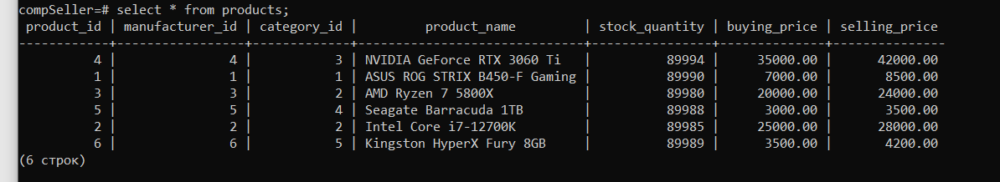 compSeller=# select * from products;
 product_id | manufacturer_id | category_id |        product_name         | stock_quantity | buying_price | selling_price
------------+-----------------+-------------+-----------------------------+----------------+--------------+---------------
          4 |               4 |           3 | NVIDIA GeForce RTX 3060 Ti  |          89994 |     35000.00 |      42000.00
          1 |               1 |           1 | ASUS ROG STRIX B450-F Gaming |          89990 |      7000.00 |       8500.00
          3 |               3 |           2 | AMD Ryzen 7 5800X           |          89980 |     20000.00 |      24000.00
          5 |               5 |           4 | Seagate Barracuda 1TB       |          89988 |      3000.00 |       3500.00
          2 |               2 |           2 | Intel Core i7-12700K        |          89985 |     25000.00 |      28000.00
          6 |               6 |           5 | Kingston HyperX Fury 8GB    |          89989 |      3500.00 |       4200.00
(6 строк)